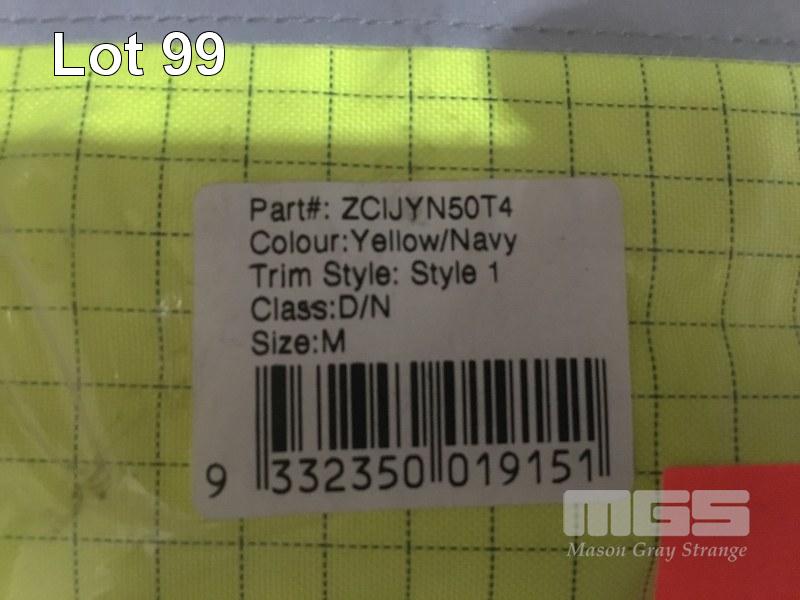 Lot 99
Part#: ZCIJYN50T4
Colour:Yellow/Navy
Trim Style: Style 1
Class:D/N
Size:M
9 332350 019151
MGS
Mason Gray Strange